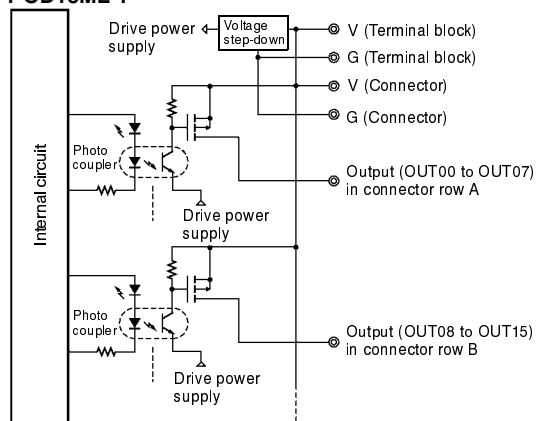 Drive power
supply
Voltage
step-down
V (Terminal block)
G (Terminal block)
V (Connector)
G (Connector)
Internal circuit
Photo
coupler
Output (OUT00 to OUT07)
in connector row A
Drive power
supply
Photo
coupler
Output (OUT08 to OUT15)
in connector row B
Drive power
supply